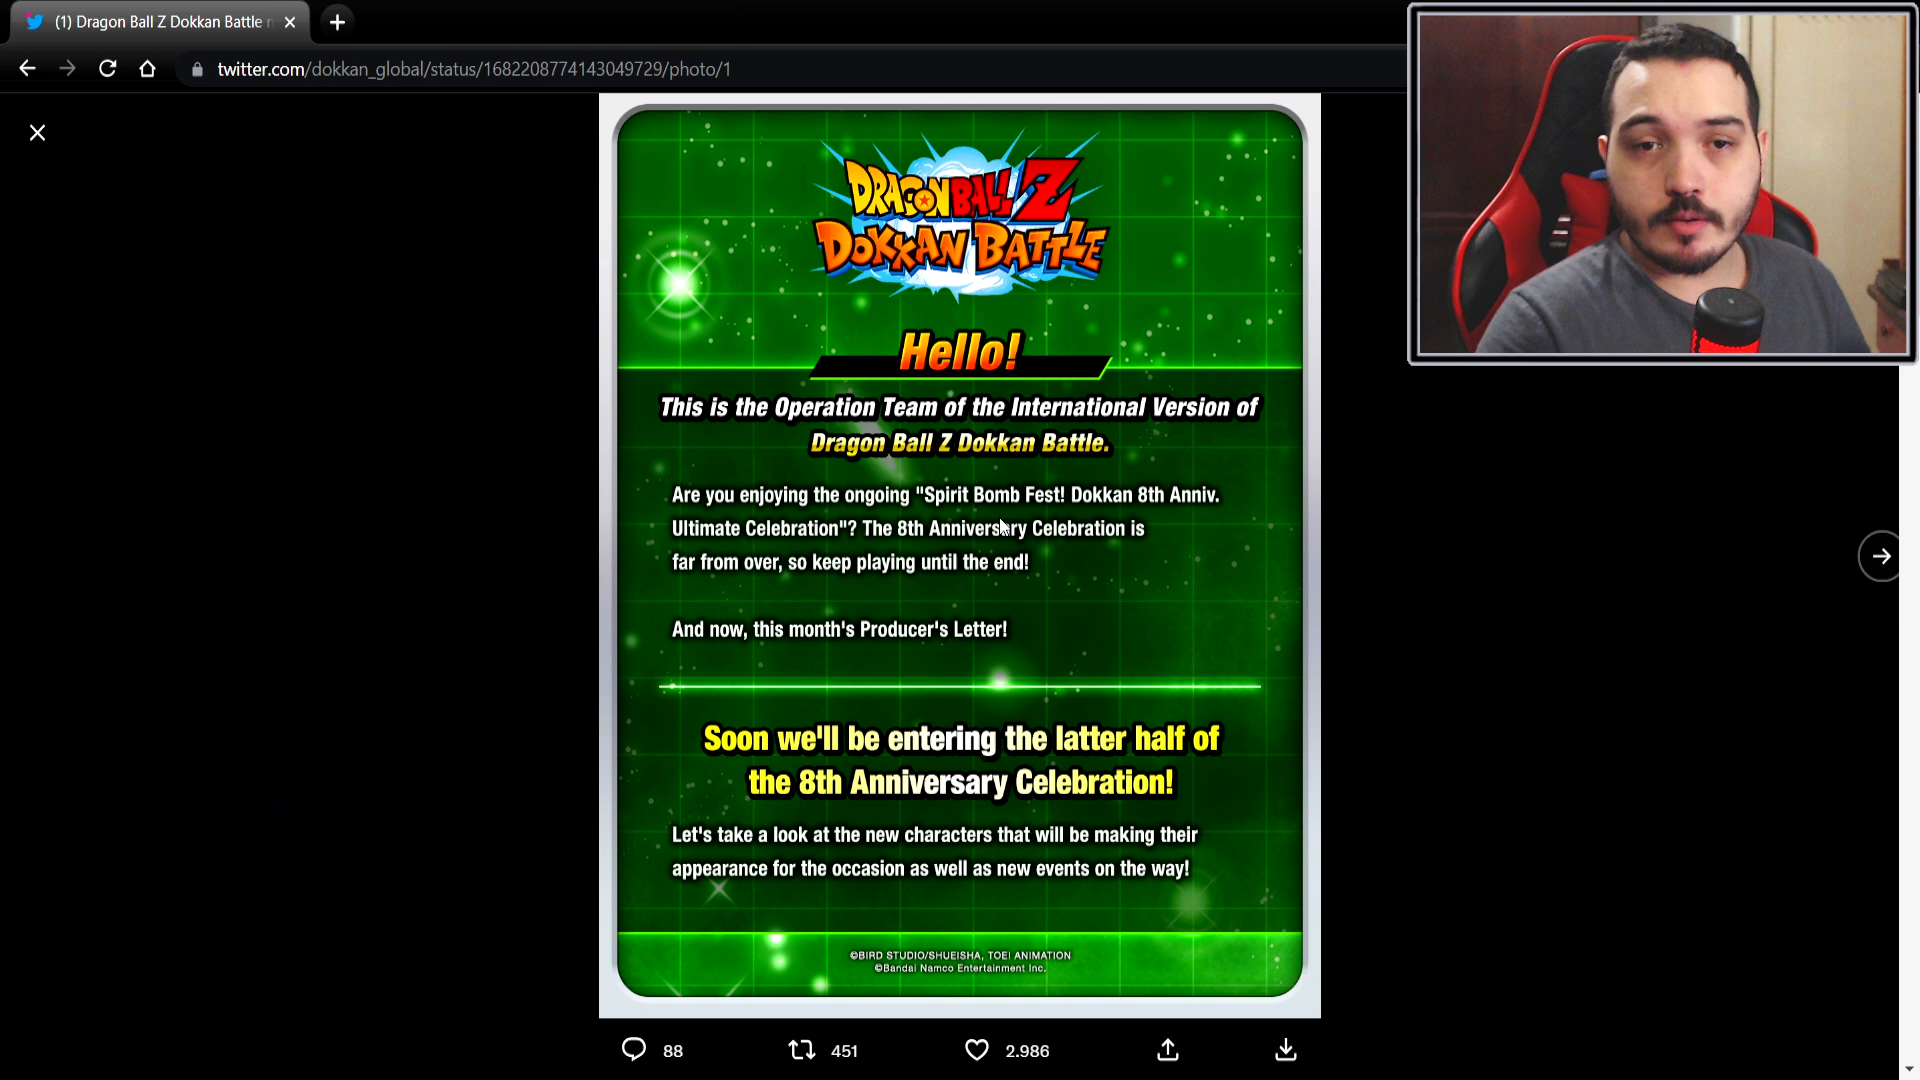 (1) Dragon Ball Z Dokkan Battle
twitter.com/dokkan_global/status/1682208774143049729/photo/1
DRAGON BALL Z
DOKKAN BATTLE
Hello!
This is the Operation Team of the International Version of
Dragon Ball Z Dokkan Battle.
Are you enjoying the ongoing "Spirit Bomb Fest! Dokkan 8th Anniv.
Ultimate Celebration"? The 8th Anniversary Celebration is
far from over, so keep playing until the end!
And now, this month's Producer's Letter!
Soon we'll be entering the latter half of
the 8th Anniversary Celebration!
Let's take a look at the new characters that will be making their
appearance for the occasion as well as new events on the way!
©BIRD STUDIO/SHUEISHA, TOEI ANIMATION
©Bandai Namco Entertainment Inc.
88 451 2.986